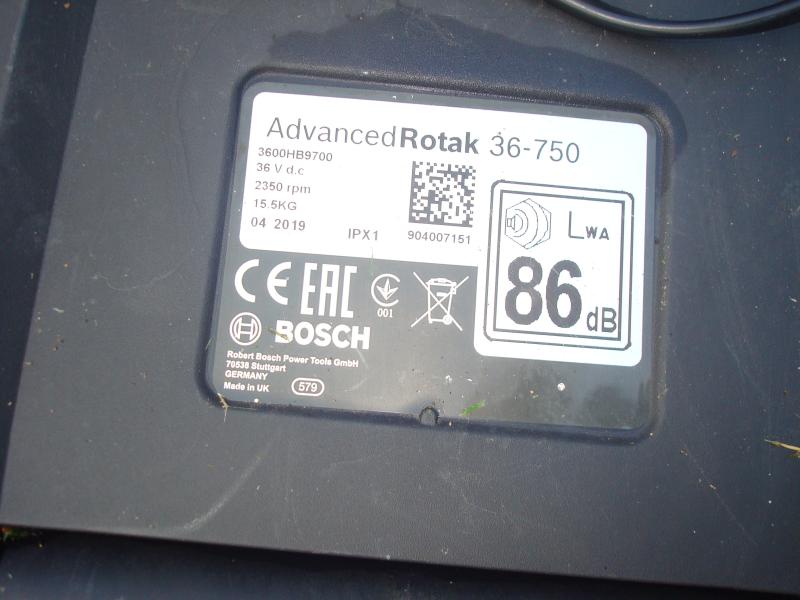 AdvancedRotak 36-750
3600HB9700
36 V d.c
2350 rpm
15.5KG
04 2019
IPX1
904007151
LWA
86 dB
CE EAC
001
BOSCH
Robert Bosch Power Tools GmbH
70538 Stuttgart
GERMANY
Made in UK
579